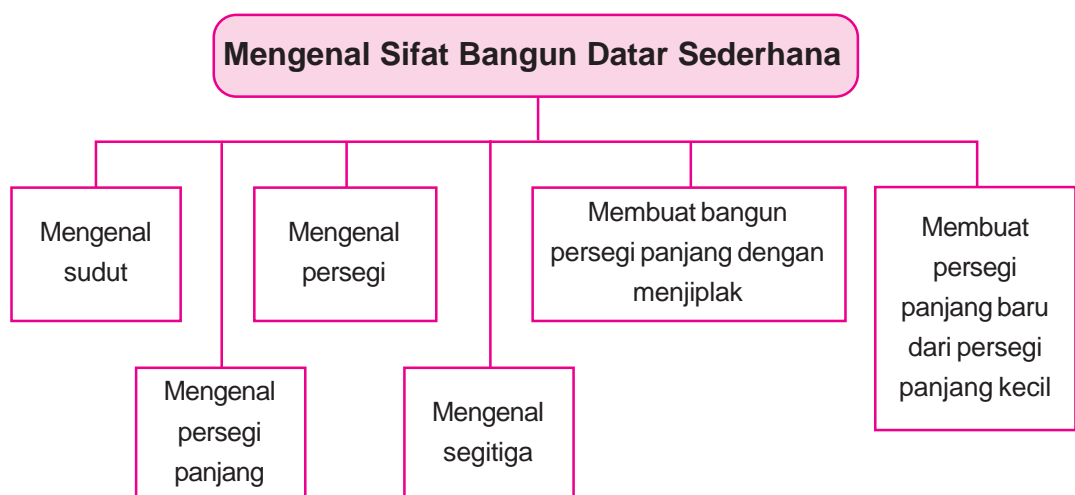 Mengenal Sifat Bangun Datar Sederhana
Mengenal
sudut
Mengenal
persegi
panjang
Mengenal
persegi
Mengenal
segitiga
Membuat bangun
persegi panjang dengan
menjiplak
Membuat
persegi
panjang baru
dari persegi
panjang kecil